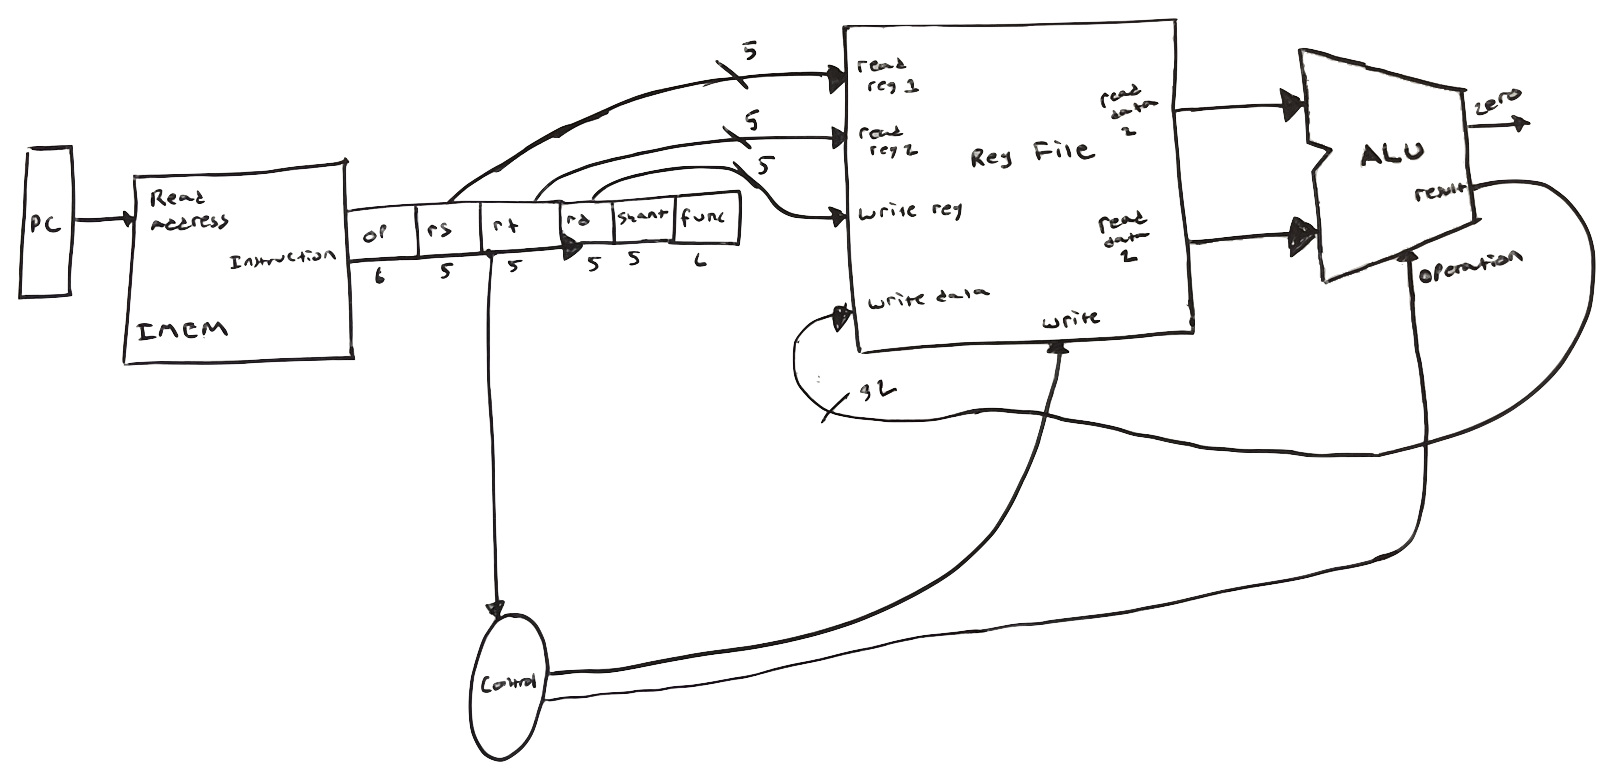 5
read
reg 1
5
read
reg 2
5
write reg
write data
write
Reg File
read
data
2
read
data
2
ALU
zero
result
operation
PC
Read
Address
Instruction
IMEM
op
rs
rt
rd
shamt
func
6
5
5
5
5
6
32
Control